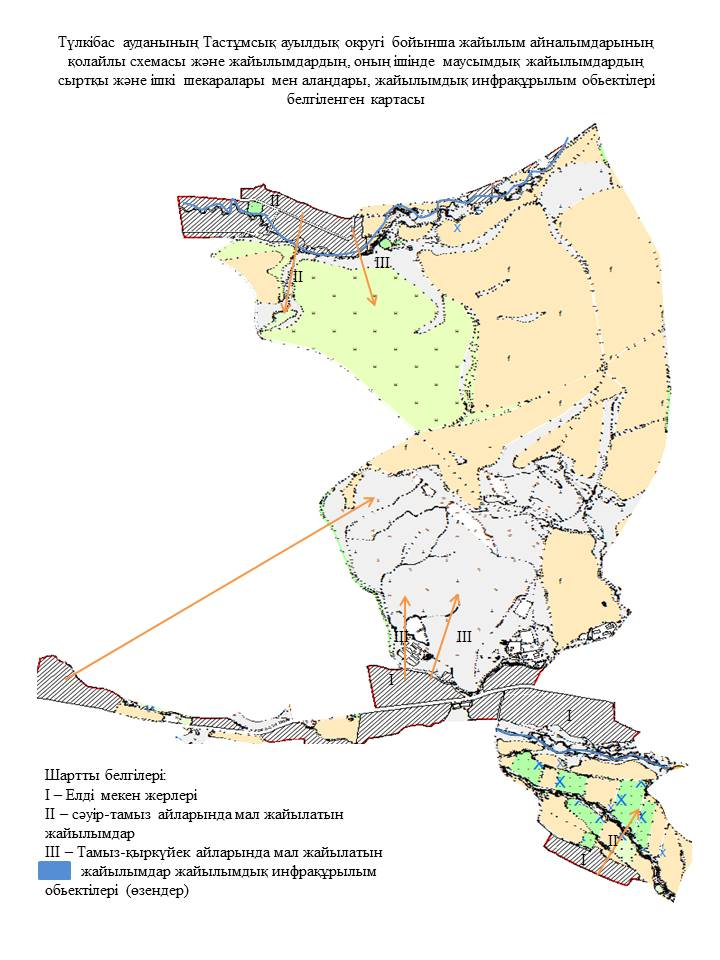 Түлкібас ауданының Тастұмсық ауылдық округі бойынша жайылым айналымдарының
қолайлы схемасы және жайылымдардың, оның ішінде маусымдық жайылымдардың
сыртқы және ішкі шекаралары мен алаңдары, жайылымдық инфрақұрылым обьектілері
белгіленген картасы
II
III
II
III
III
I
I
II
I
Шартты белгілері:
I – Елді мекен жерлері
II – сәуір-тамыз айларында мал жайылатын
жайылымдар
III – Тамыз-қыркүйек айларында мал жайылатын
жайылымдар жайылымдық инфрақұрылым
обьектілері (өзендер)